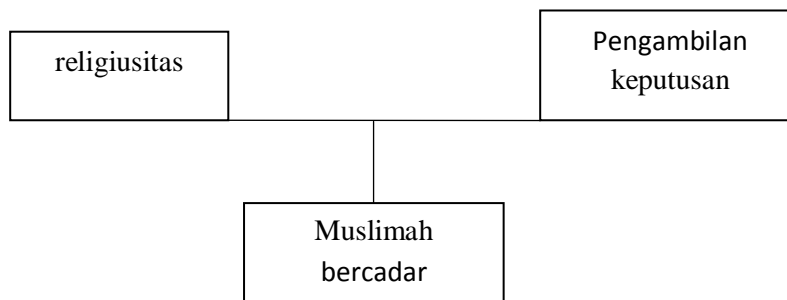 religiusitas
Pengambilan
keputusan
Muslimah
bercadar